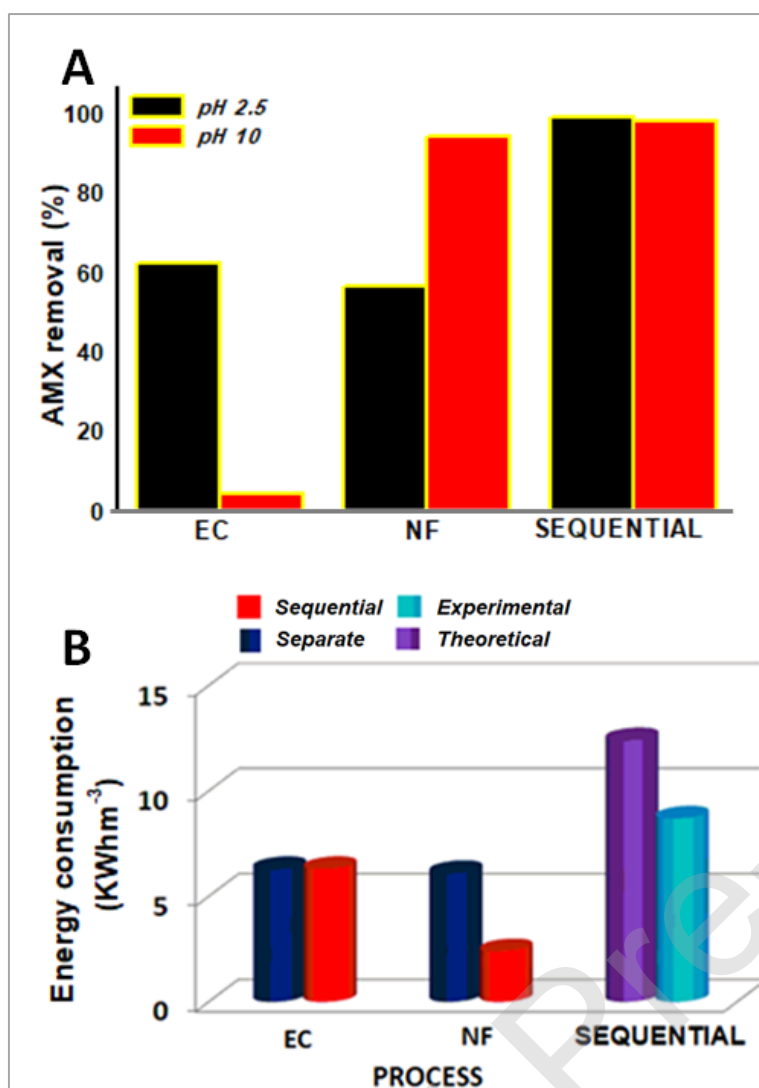 A
pH 2.5
pH 10
100
80
60
40
20
0
AMX removal (%)
EC NF SEQUENTIAL
Sequential Experimental
Separate Theoretical
B
15
10
5
0
Energy consumption
(KWhm⁻³)
EC NF SEQUENTIAL
PROCESS
Pre